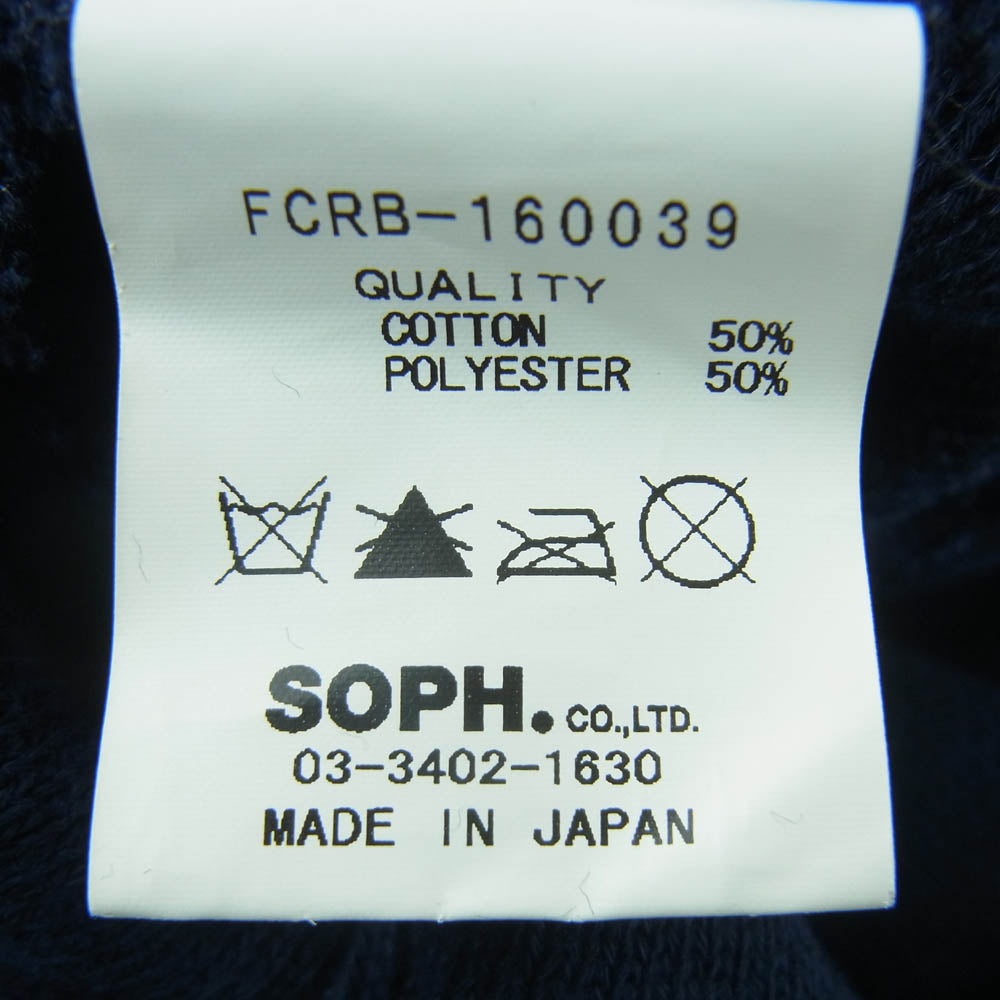 FCRB-160039
QUALITY
COTTON 50%
POLYESTER 50%
SOPH. CO.,LTD.
03-3402-1630
MADE IN JAPAN